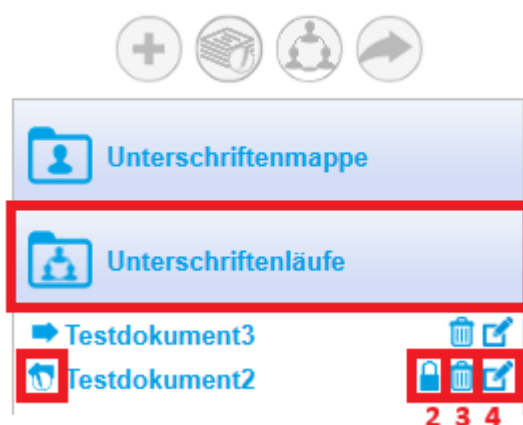 Unterschriftenmappe
Unterschriftenläufe
Testdokument3
Testdokument2
2 3 4